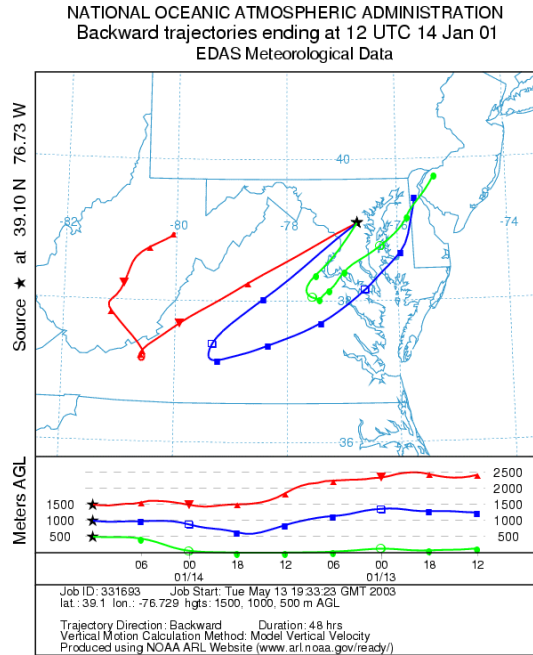 NATIONAL OCEANIC ATMOSPHERIC ADMINISTRATION
Backward trajectories ending at 12 UTC 14 Jan 01
EDAS Meteorological Data
Source ★ at 39.10 N 76.73 W
-82
-80
-78
-76
-74
40
38
36
Meters AGL
1500
1000
500
2500
2000
1500
1000
500
06 00 18 12 06 00 18 12
01/14 01/13
Job ID: 331693 Job Start: Tue May 13 19:33:23 GMT 2003
lat.: 39.1 lon.: -76.729 hgts: 1500, 1000, 500 m AGL
Trajectory Direction: Backward Duration: 48 hrs
Vertical Motion Calculation Method: Model Vertical Velocity
Produced using NOAA ARL Website (www.arl.noaa.gov/ready/)